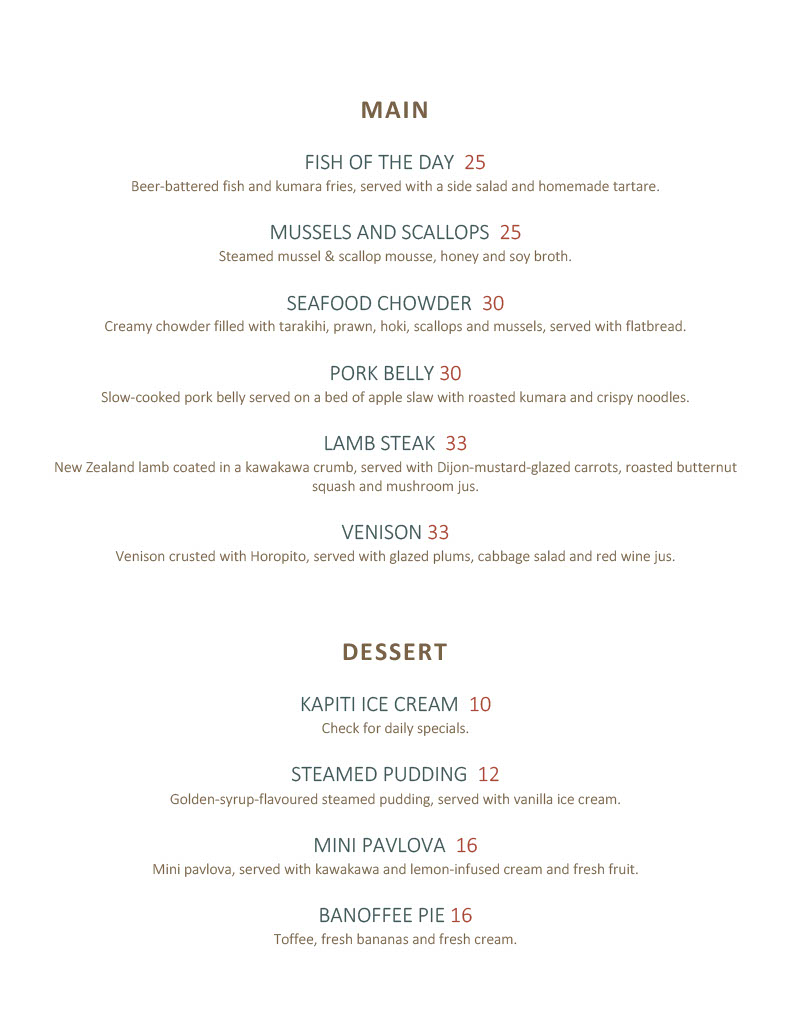 MAIN
FISH OF THE DAY 25
Beer-battered fish and kumara fries, served with a side salad and homemade tartare.
MUSSELS AND SCALLOPS 25
Steamed mussel & scallop mousse, honey and soy broth.
SEAFOOD CHOWDER 30
Creamy chowder filled with tarakihi, prawn, hoki, scallops and mussels, served with flatbread.
PORK BELLY 30
Slow-cooked pork belly served on a bed of apple slaw with roasted kumara and crispy noodles.
LAMB STEAK 33
New Zealand lamb coated in a kawakawa crumb, served with Dijon-mustard-glazed carrots, roasted butternut
squash and mushroom jus.
VENISON 33
Venison crusted with Horopito, served with glazed plums, cabbage salad and red wine jus.
DESSERT
KAPITI ICE CREAM 10
Check for daily specials.
STEAMED PUDDING 12
Golden-syrup-flavoured steamed pudding, served with vanilla ice cream.
MINI PAVLOVA 16
Mini pavlova, served with kawakawa and lemon-infused cream and fresh fruit.
BANOFFEE PIE 16
Toffee, fresh bananas and fresh cream.